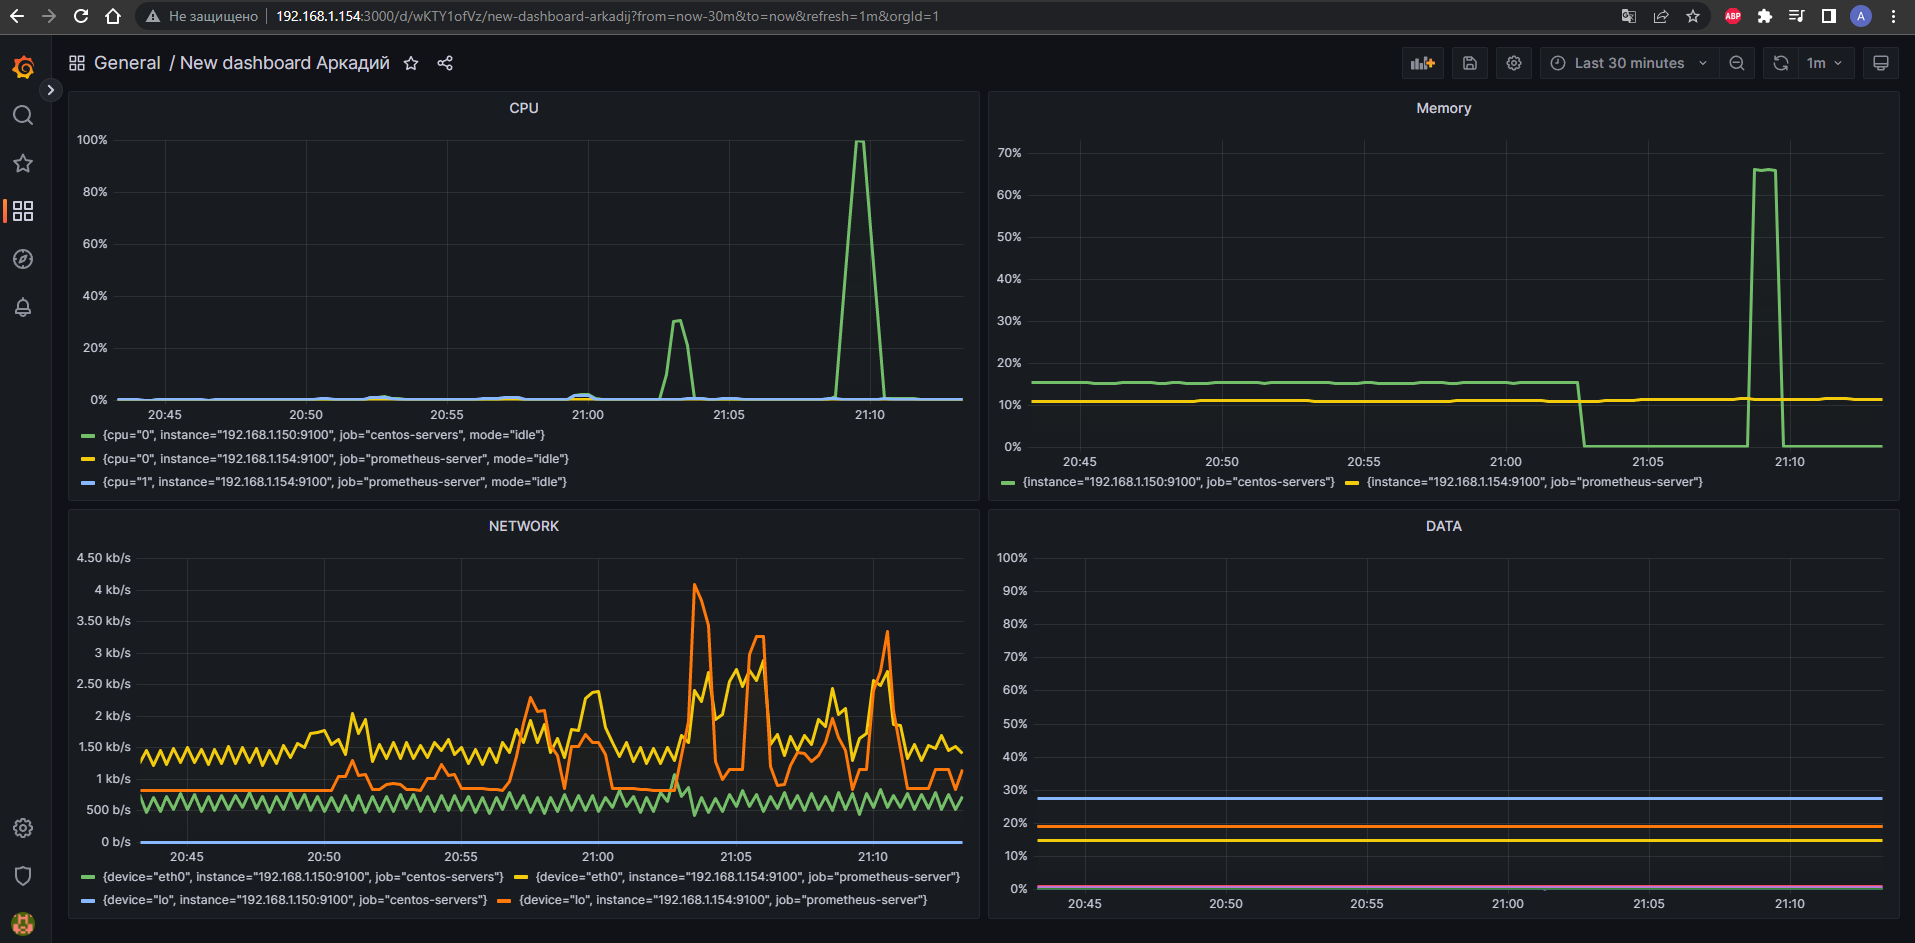 Не защищено 192.168.1.154:3000/d/wKTY1ofVz/new-dashboard-arkadij?from=now-30m&to=now&refresh=1m&orgId=1
ABP
A
General / New dashboard Аркадий
Last 30 minutes
1m
CPU
100%
80%
60%
40%
20%
0%
20:45 20:50 20:55 21:00 21:05 21:10
{cpu="0", instance="192.168.1.150:9100", job="centos-servers", mode="idle"}
{cpu="0", instance="192.168.1.154:9100", job="prometheus-server", mode="idle"}
{cpu="1", instance="192.168.1.154:9100", job="prometheus-server", mode="idle"}
Memory
70%
60%
50%
40%
30%
20%
10%
0%
20:45 20:50 20:55 21:00 21:05 21:10
{instance="192.168.1.150:9100", job="centos-servers"} {instance="192.168.1.154:9100", job="prometheus-server"}
NETWORK
4.50 kb/s
4 kb/s
3.50 kb/s
3 kb/s
2.50 kb/s
2 kb/s
1.50 kb/s
1 kb/s
500 b/s
0 b/s
20:45 20:50 20:55 21:00 21:05 21:10
{device="eth0", instance="192.168.1.150:9100", job="centos-servers"} {device="eth0", instance="192.168.1.154:9100", job="prometheus-server"}
{device="lo", instance="192.168.1.150:9100", job="centos-servers"} {device="lo", instance="192.168.1.154:9100", job="prometheus-server"}
DATA
100%
90%
80%
70%
60%
50%
40%
30%
20%
10%
0%
20:45 20:50 20:55 21:00 21:05 21:10